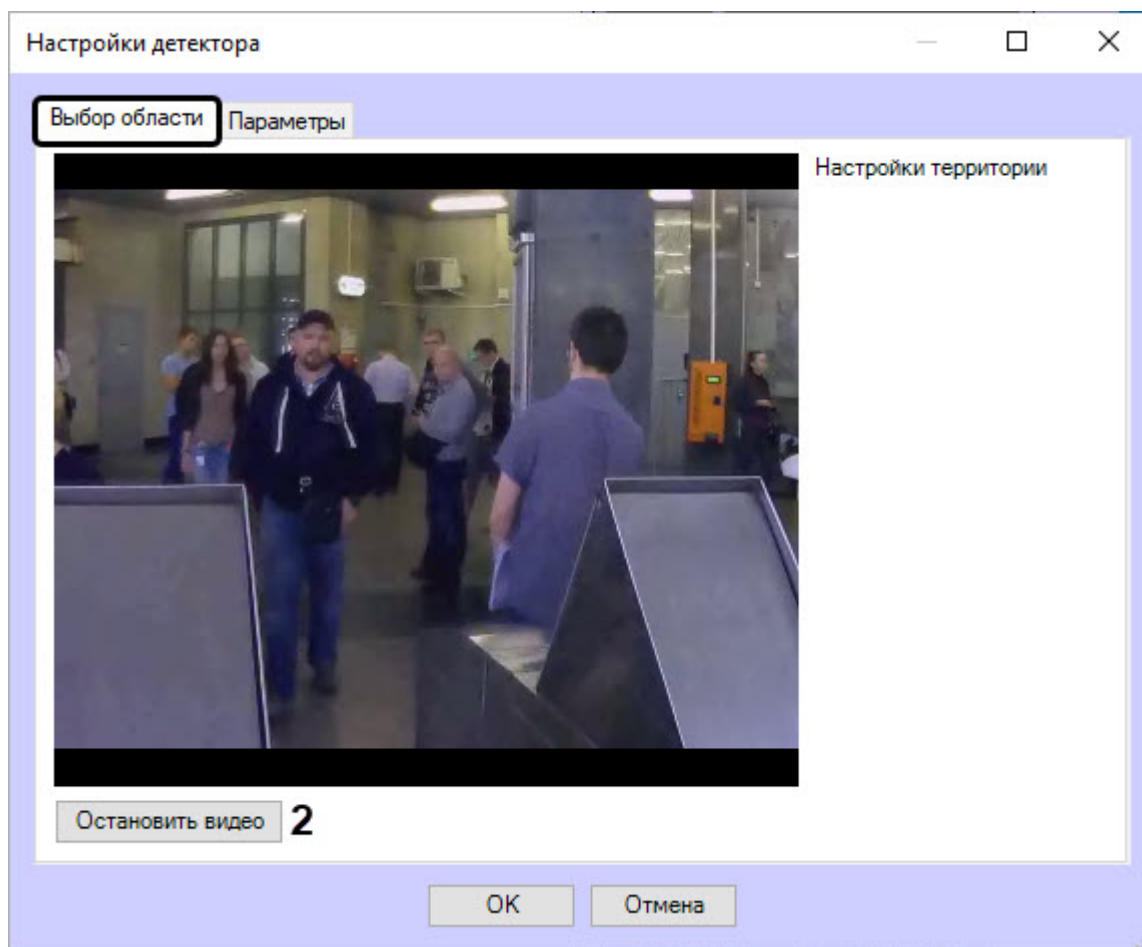 Настройки детектора
Выбор области
Параметры
Настройки территории
Остановить видео
2
OK
Отмена